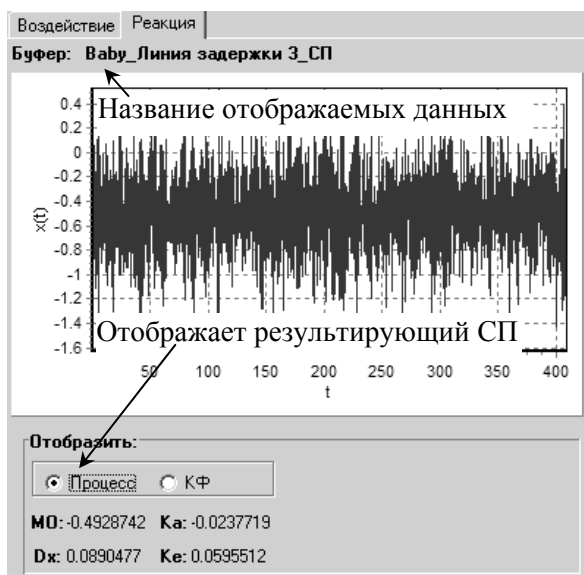 Воздействие Реакция
Буфер: Baby_Линия задержки 3_СП
Название отображаемых данных
0.4
0.2
0
-0.2
-0.4
-0.6
-0.8
-1
-1.2
-1.4
-1.6
x(t)
Отображает результирующий СП
50 100 150 200 250 300 350 400
t
Отобразить:
Процесс КФ
МО: -0.4928742 Ка: -0.0237719
Dx: 0.0890477 Ке: 0.0595512